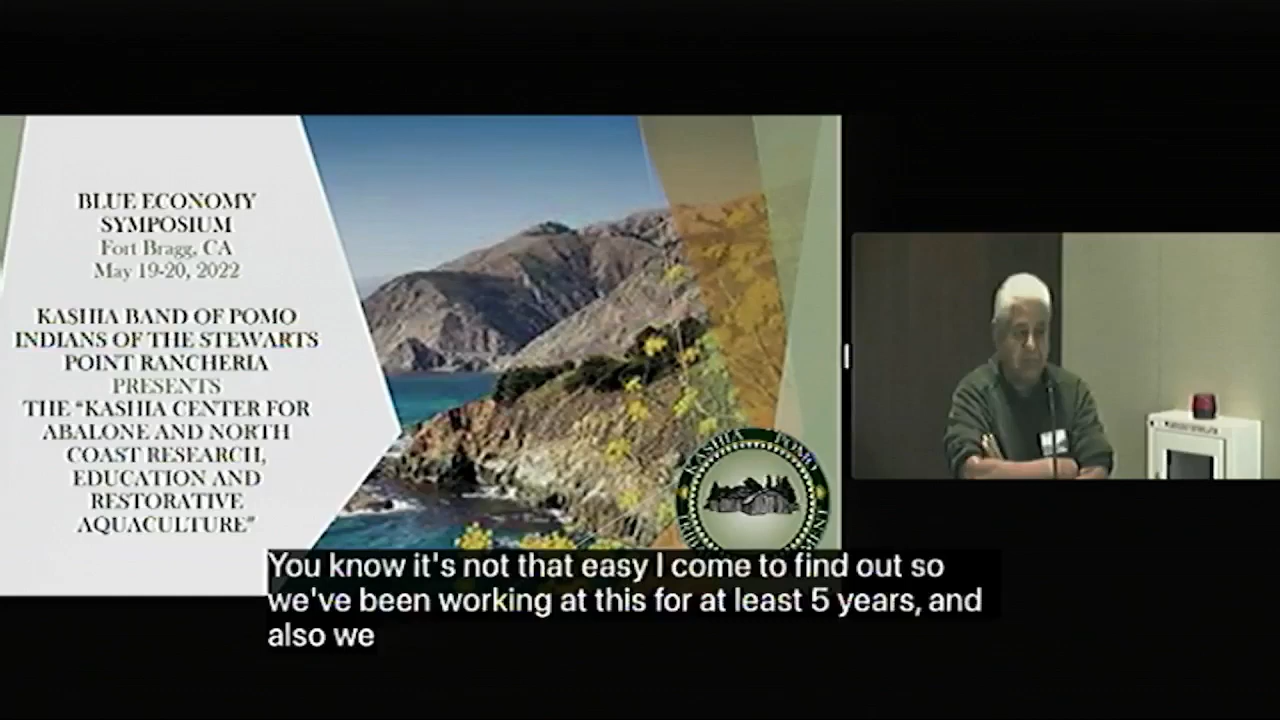 BLUE ECONOMY
SYMPOSIUM
Fort Bragg, CA
May 19-20, 2022
KASHIA BAND OF POMO
INDIANS OF THE STEWARTS
POINT RANCHERIA
PRESENTS
THE “KASHIA CENTER FOR
ABALONE AND NORTH
COAST RESEARCH,
EDUCATION AND
RESTORATIVE
AQUACULTURE”
KASHIA POMO
You know it's not that easy I come to find out so
we've been working at this for at least 5 years, and
also we